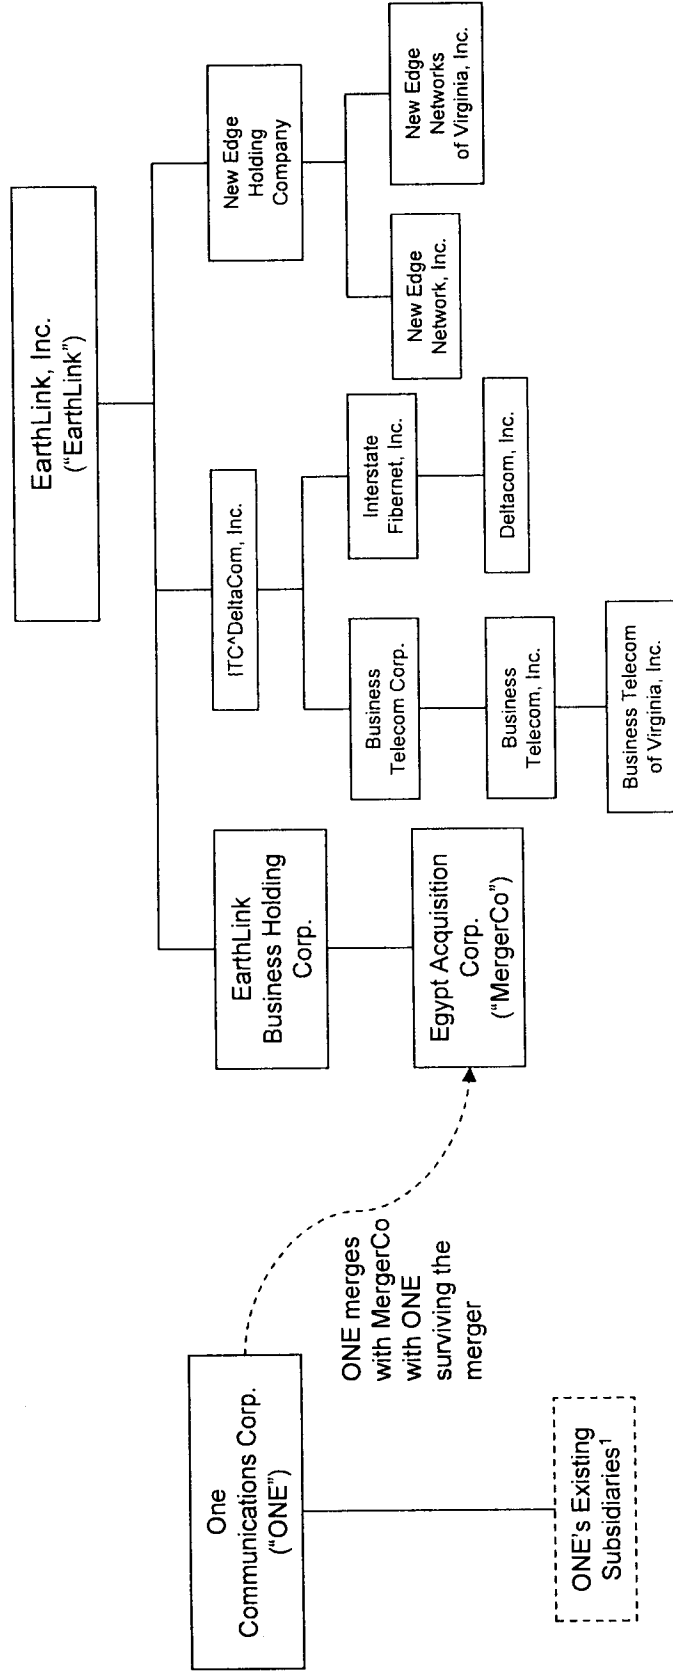 EarthLink, Inc.
("EarthLink")
EarthLink
Business Holding
Corp.
ITC^DeltaCom, Inc.
New Edge
Holding
Company
One
Communications Corp.
("ONE")
ONE merges
with MergerCo
with ONE
surviving the
merger
Egypt Acquisition
Corp.
("MergerCo")
Business
Telecom Corp.
Interstate
Fibernet, Inc.
New Edge
Network, Inc.
New Edge
Networks
of Virginia, Inc.
Business
Telecom, Inc.
Deltacom, Inc.
ONE's Existing
Subsidiaries¹
Business Telecom
of Virginia, Inc.